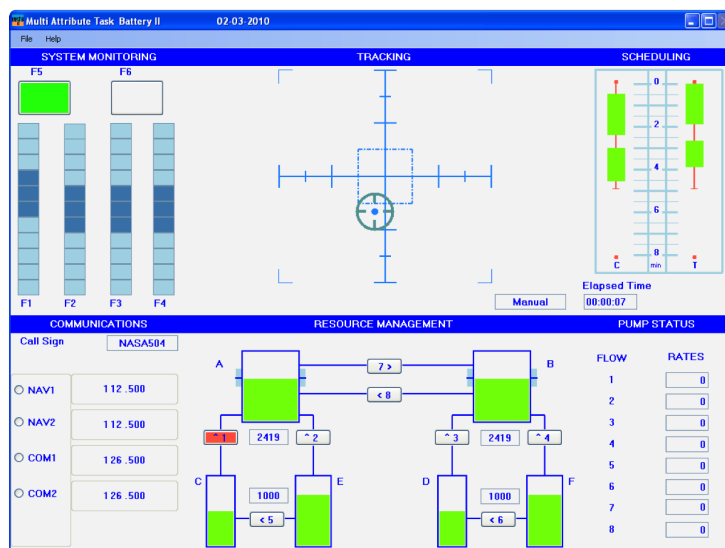 Multi Attribute Task Battery II 02-03-2010
File Help
SYSTEM MONITORING TRACKING SCHEDULING
F5 F6
0
2
4
6
8
C min T
F1 F2 F3 F4
Elapsed Time
Manual 00:00:07
COMMUNICATIONS RESOURCE MANAGEMENT PUMP STATUS
Call Sign NASA504
A 7 > B
< 8
FLOW RATES
1 0
2 0
3 0
4 0
5 0
6 0
7 0
8 0
NAV1 112.500
NAV2 112.500
COM1 126.500
COM2 126.500
^ 1 2419 ^ 2 ^ 3 2419 ^ 4
C 1000 E D 1000 F
< 5 < 6